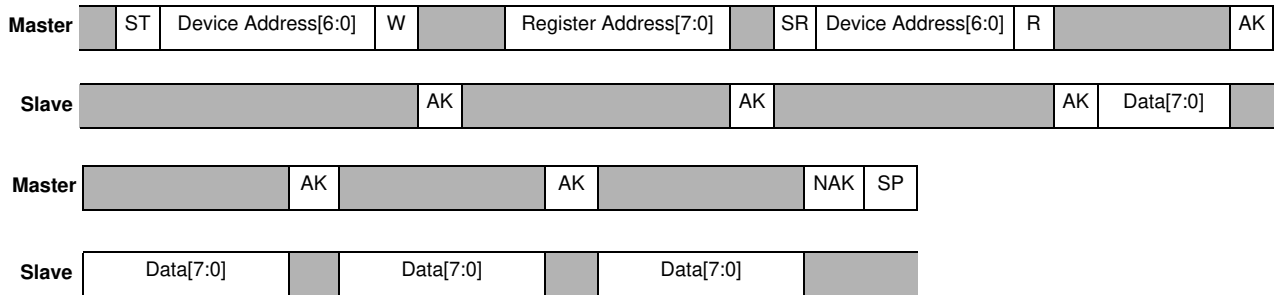 Master ST Device Address[6:0] W Register Address[7:0] SR Device Address[6:0] R AK
Slave AK AK AK Data[7:0]
Master AK AK NAK SP
Slave Data[7:0] Data[7:0] Data[7:0]